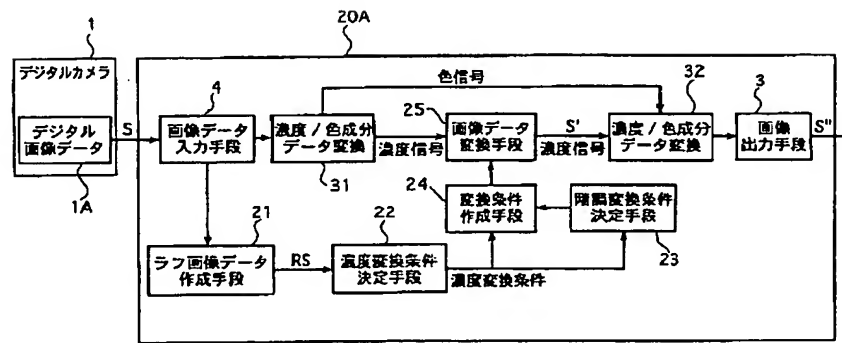 20A
1
デジタルカメラ
デジタル
画像データ
1A
S
4
画像データ
入力手段
濃度/色成分
データ変換
31
色信号
濃度信号
25
画像データ
変換手段
S'
濃度信号
32
濃度/色成分
データ変換
3
画像
出力手段
S"
24
変換条件
作成手段
階調変換条件
決定手段
23
21
ラフ画像データ
作成手段
RS
22
濃度変換条件
決定手段
濃度変換条件